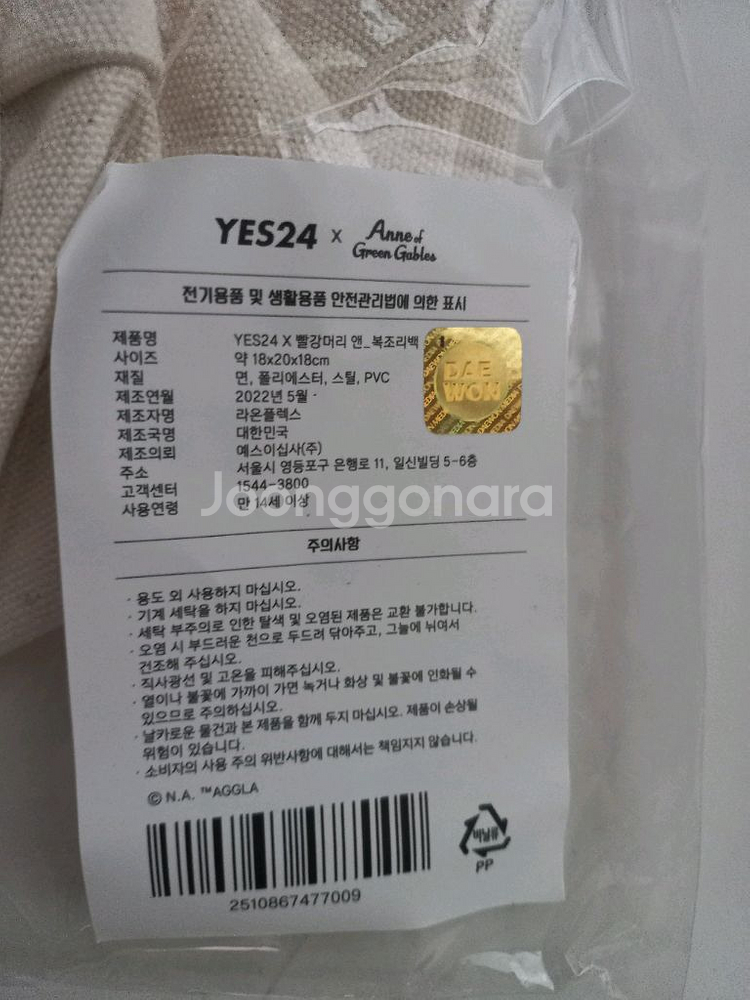 YES24 x Anne of Green Gables
전기용품 및 생활용품 안전관리법에 의한 표시
제품명 YES24 X 빨강머리 앤_복조리백
사이즈 약 18x20x18cm
재질 면, 폴리에스터, 스틸, PVC
제조연월 2022년 5월
제조자명 라온플렉스
제조국명 대한민국
제조의뢰 예스이십사(주)
주소 서울시 영등포구 은행로 11, 일신빌딩 5-6층
고객센터 1544-3800
사용연령 만 14세 이상
DAE WON
Joonggonara
주의사항
· 용도 외 사용하지 마십시오.
· 기계 세탁을 하지 마십시오.
· 세탁 부주의로 인한 탈색 및 오염된 제품은 교환 불가합니다.
· 오염 시 부드러운 천으로 두드려 닦아주고, 그늘에 뉘여서
건조해 주십시오.
· 직사광선 및 고온을 피해주십시오.
· 열이나 불꽃에 가까이 가면 녹거나 화상 및 불꽃에 인화될 수
있으므로 주의하십시오.
· 날카로운 물건과 본 제품을 함께 두지 마십시오. 제품이 손상될
위험이 있습니다.
· 소비자의 사용 주의 위반사항에 대해서는 책임지지 않습니다.
© N.A. ™AGGLA
2510867477009
비닐류
PP